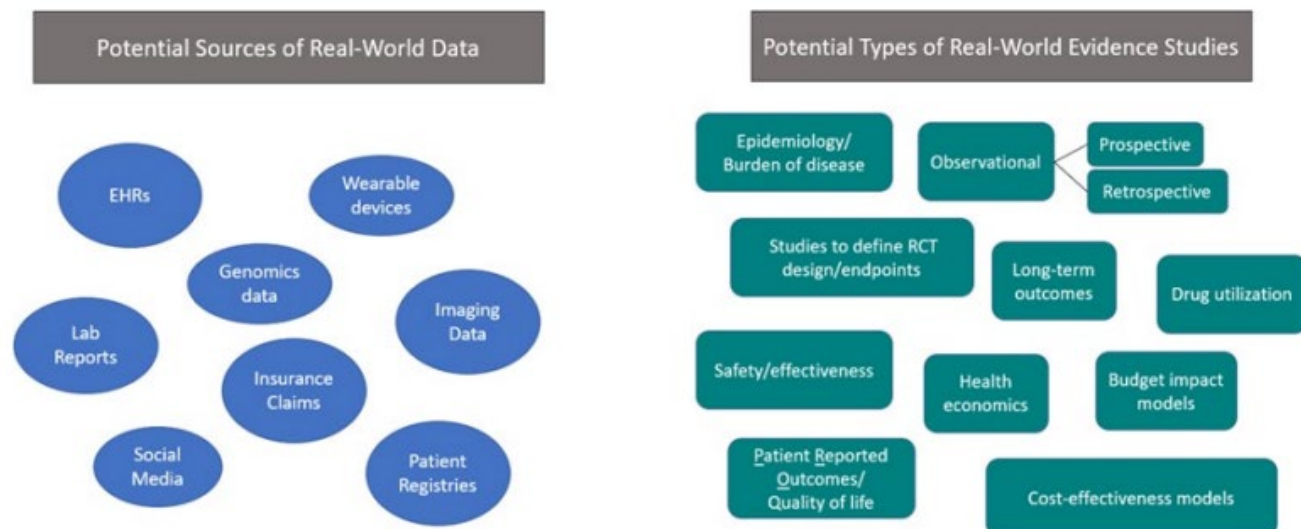 Potential Sources of Real-World Data
EHRs
Wearable
devices
Genomics
data
Imaging
Data
Lab
Reports
Insurance
Claims
Social
Media
Patient
Registries
Potential Types of Real-World Evidence Studies
Epidemiology/
Burden of disease
Observational
Prospective
Retrospective
Studies to define RCT
design/endpoints
Long-term
outcomes
Drug utilization
Safety/effectiveness
Health
economics
Budget impact
models
Patient Reported
Outcomes/
Quality of life
Cost-effectiveness models